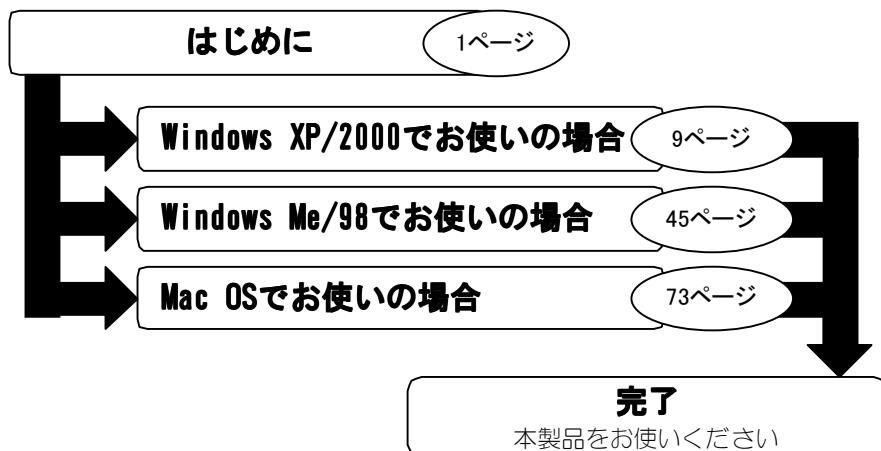 はじめに 1ページ
Windows XP/2000でお使いの場合 9ページ
Windows Me/98でお使いの場合 45ページ
Mac OSでお使いの場合 73ページ
完了
本製品をお使いください